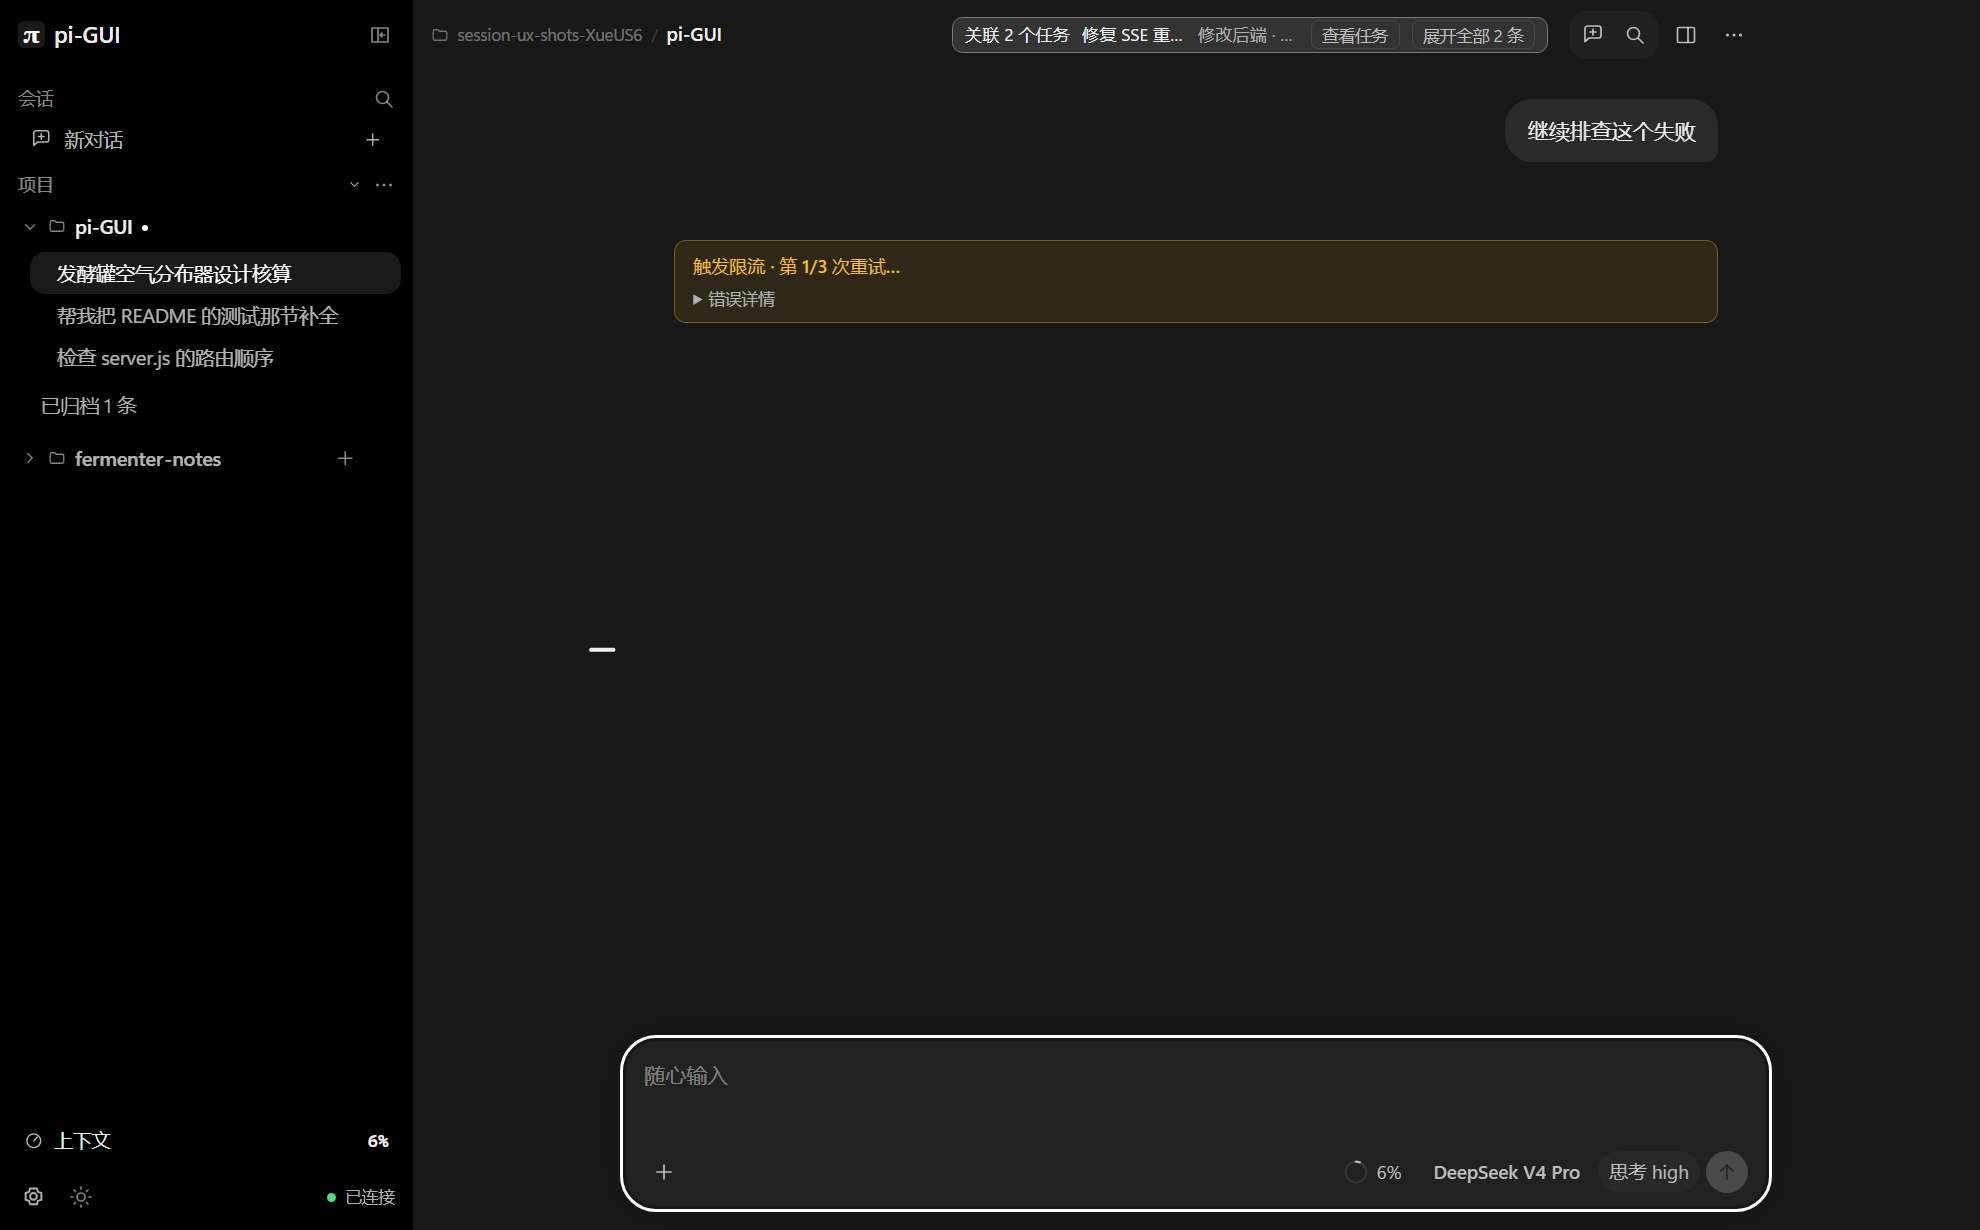 π pi-GUI
会话
新对话
项目
pi-GUI
发酵罐空气分布器设计核算
帮我把 README 的测试那节补全
检查 server.js 的路由顺序
已归档 1 条
fermenter-notes
上下文 6%
已连接
session-ux-shots-XueUS6 / pi-GUI
关联 2 个任务 修复 SSE 重... 修改后端 · ... 查看任务 展开全部 2 条
继续排查这个失败
触发限流 · 第 1/3 次重试...
错误详情
随心输入
6% DeepSeek V4 Pro 思考 high